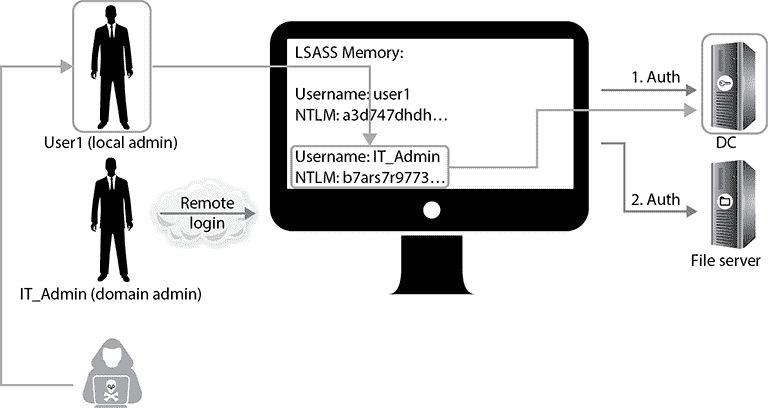 LSASS Memory:
Username: user1
NTLM: a3d747dhdh...
Username: IT_Admin
NTLM: b7ars7r9773...
User1 (local admin)
Remote
login
IT_Admin (domain admin)
1. Auth
DC
2. Auth
File server